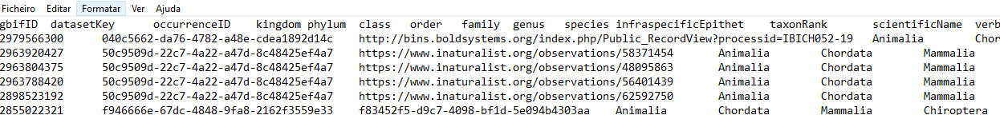 Ficheiro Editar Formatar Ver Ajuda
gbifID datasetKey occurrenceID kingdom phylum class order family genus species infraspecificEpithet taxonRank scientificName verb
2979566300 040c5662-da76-4782-a48e-cdea1892d14c http://bins.boldsystems.org/index.php/Public_RecordView?processid=IBICH052-19 Animalia Chor
2963920427 50c9509d-22c7-4a22-a47d-8c48425ef4a7 https://www.inaturalist.org/observations/58371454 Animalia Chordata Mammalia
2963804375 50c9509d-22c7-4a22-a47d-8c48425ef4a7 https://www.inaturalist.org/observations/48095863 Animalia Chordata Mammalia
2963788420 50c9509d-22c7-4a22-a47d-8c48425ef4a7 https://www.inaturalist.org/observations/56401439 Animalia Chordata Mammalia
2898523192 50c9509d-22c7-4a22-a47d-8c48425ef4a7 https://www.inaturalist.org/observations/62592750 Animalia Chordata Mammalia
2855022321 f946666e-67dc-4848-9fa8-2162f3559e33 f83452f5-d9c7-4098-bf1d-5e094b4303aa Animalia Chordata Mammalia Chiroptera